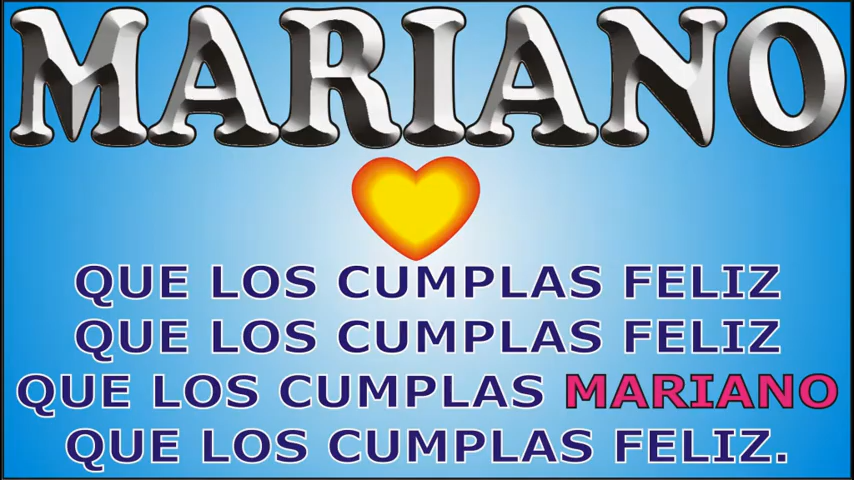 MARIANO
QUE LOS CUMPLAS FELIZ
QUE LOS CUMPLAS FELIZ
QUE LOS CUMPLAS MARIANO
QUE LOS CUMPLAS FELIZ.